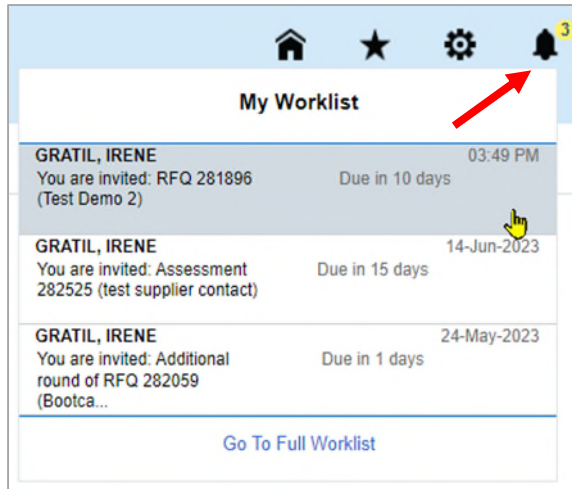 3
My Worklist
GRATIL, IRENE 03:49 PM
You are invited: RFQ 281896 Due in 10 days
(Test Demo 2)
GRATIL, IRENE 14-Jun-2023
You are invited: Assessment Due in 15 days
282525 (test supplier contact)
GRATIL, IRENE 24-May-2023
You are invited: Additional Due in 1 days
round of RFQ 282059
(Bootca...
Go To Full Worklist